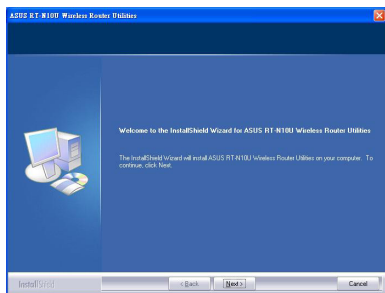 ASUS RT-N10U Wireless Router Utilities
Welcome to the InstallShield Wizard for ASUS RT-N10U Wireless Router Utilities
The InstallShield Wizard will install ASUS RT-N10U Wireless Router Utilities on your computer. To
continue, click Next.
InstallShield
< Back
Next >
Cancel